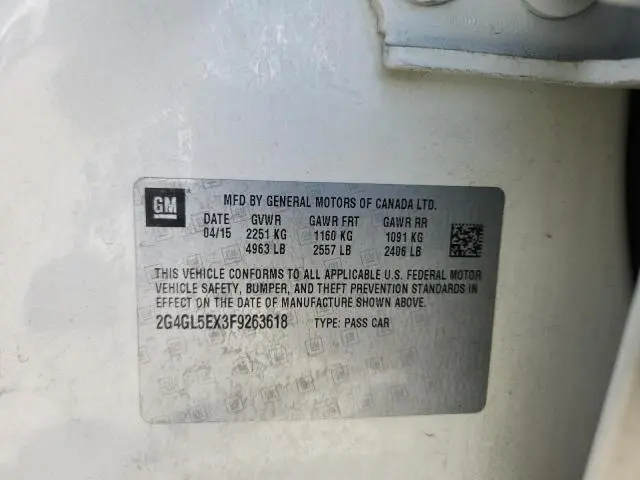 GM
MFD BY GENERAL MOTORS OF CANADA LTD.
DATE GVWR GAWR FRT GAWR RR
04/15 2251 KG 1160 KG 1091 KG
4963 LB 2557 LB 2406 LB
THIS VEHICLE CONFORMS TO ALL APPLICABLE U.S. FEDERAL MOTOR
VEHICLE SAFETY, BUMPER, AND THEFT PREVENTION STANDARDS IN
EFFECT ON THE DATE OF MANUFACTURE SHOWN ABOVE.
2G4GL5EX3F9263618 TYPE: PASS CAR